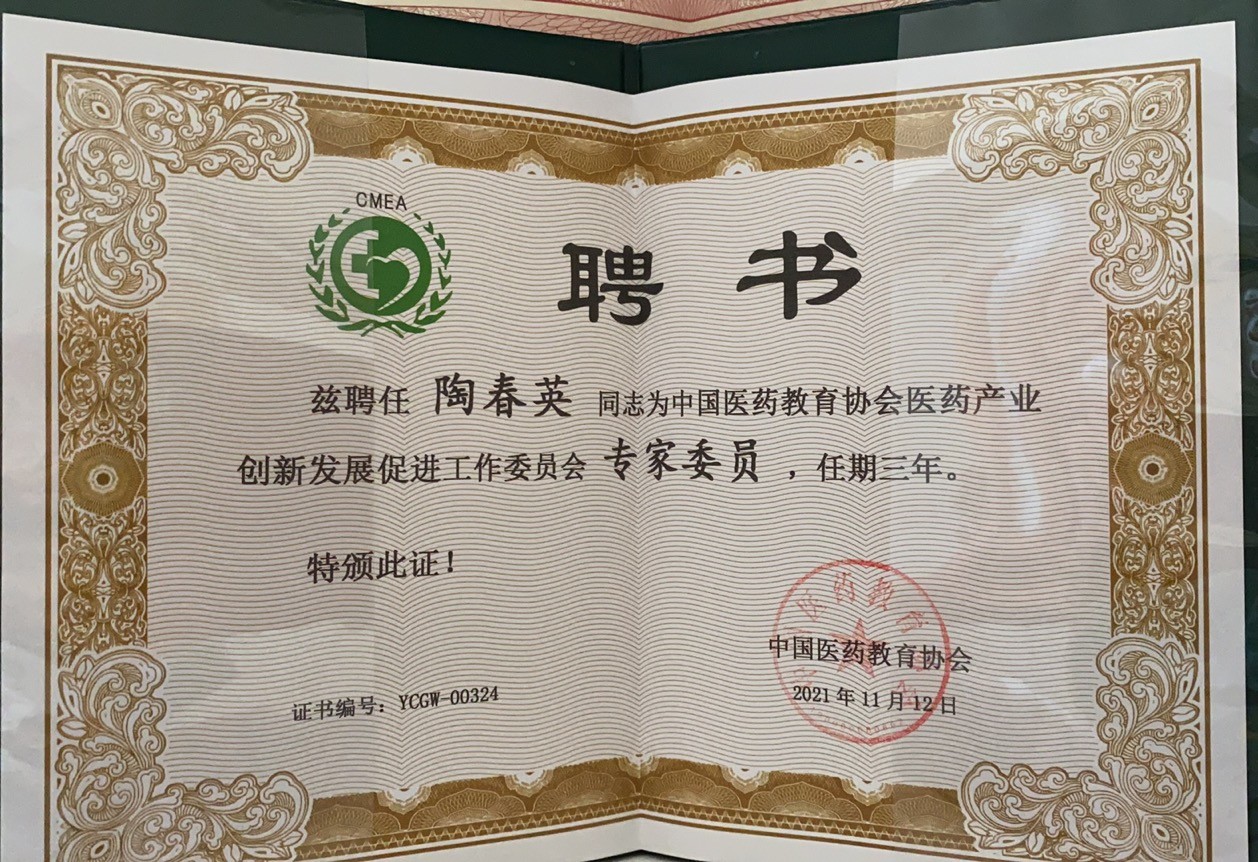 CMEA
聘书
兹聘任 陶春英 同志为中国医药教育协会医药产业
创新发展促进工作委员会 专家委员 ，任期三年。
特颁此证！
中国医药教育协会
证书编号：YCGW-00324
2021年11月12日